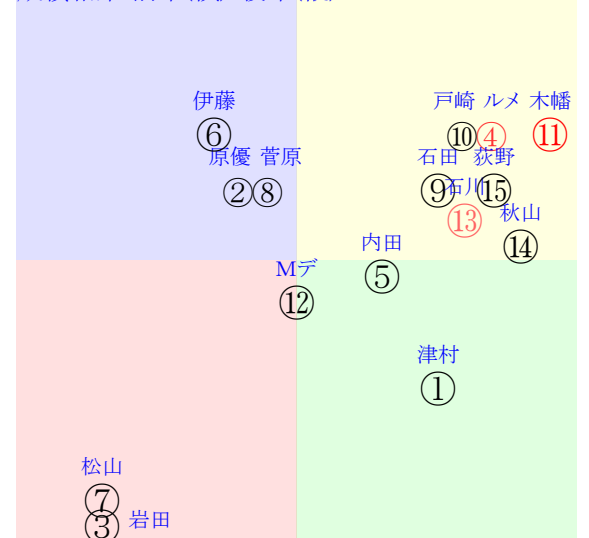 伊藤
戸崎 ルメ 木幡
⑥
⑩④
⑪
原優 菅原
石田 荻野
②⑧
⑨石川⑮
秋山
⑬
内田
⑭
Mデ
⑤
⑫
津村
①
松山
⑦
③ 岩田